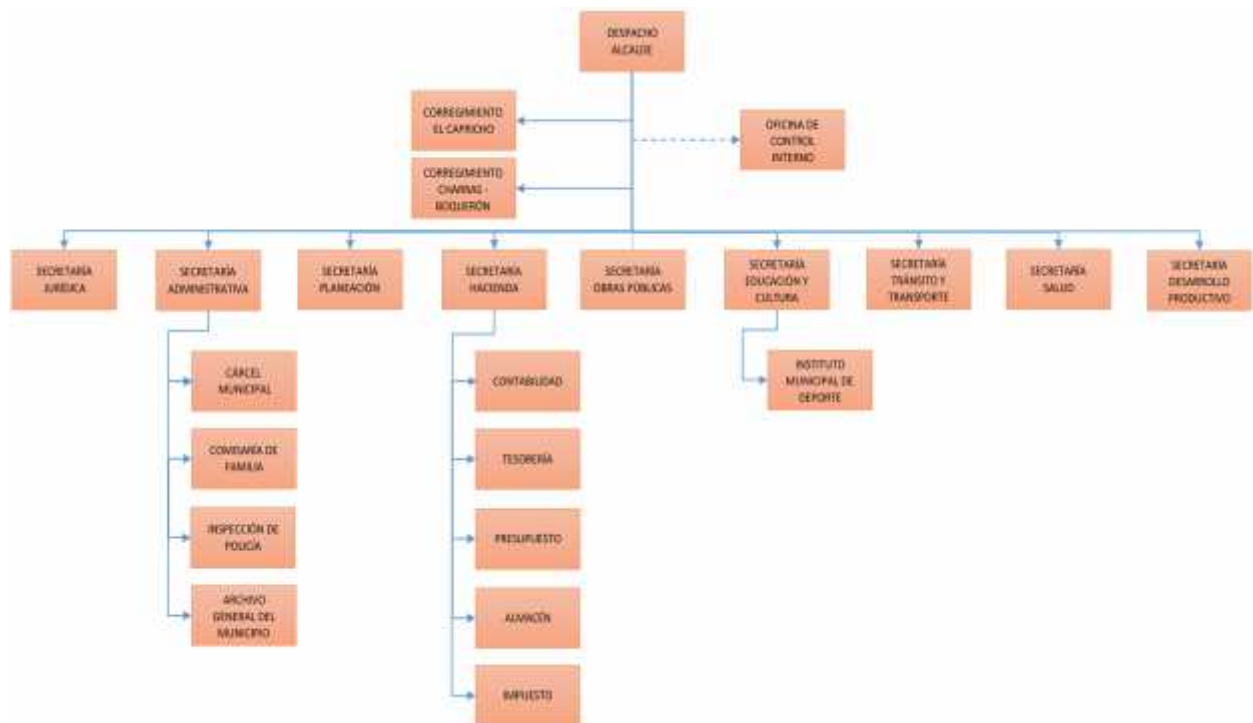 DESPACHO
ALCALDE
CORREGIMIENTO
EL CAPRICHO
OFICINA DE
CONTROL
INTERNO
CORREGIMIENTO
CHARRAS -
BOQUERÓN
SECRETARÍA
JURÍDICA
SECRETARÍA
ADMINISTRATIVA
SECRETARÍA
PLANEACIÓN
SECRETARÍA
HACIENDA
SECRETARÍA
OBRAS PÚBLICAS
SECRETARÍA
EDUCACIÓN Y
CULTURA
SECRETARÍA
TRÁNSITO Y
TRANSPORTE
SECRETARÍA
SALUD
SECRETARÍA
DESARROLLO
PRODUCTIVO
CÁRCEL
MUNICIPAL
COMISARÍA DE
FAMILIA
INSPECCIÓN DE
POLICÍA
ARCHIVO
GENERAL DEL
MUNICIPIO
CONTABILIDAD
TESORERÍA
PRESUPUESTO
ALMACÉN
IMPUESTO
INSTITUTO
MUNICIPAL DE
DEPORTE